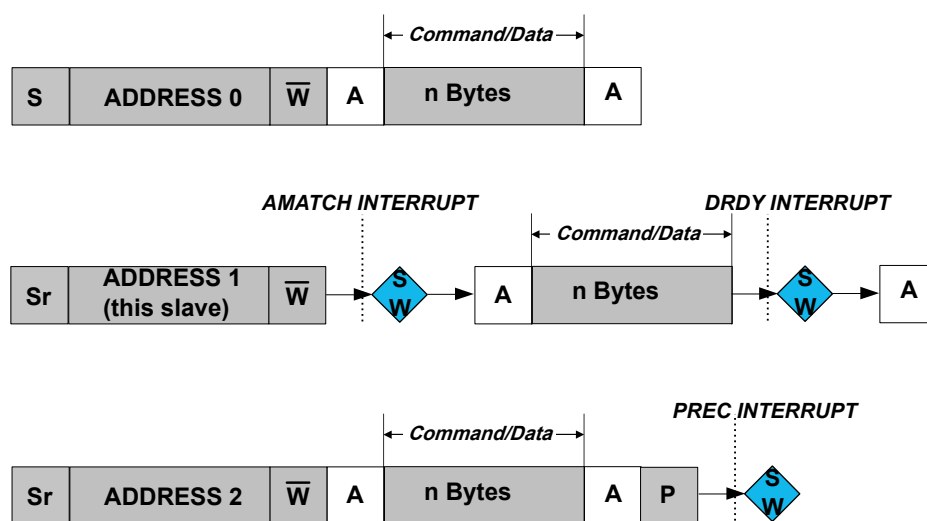 Command/Data
S ADDRESS 0 W̅ A n Bytes A
AMATCH INTERRUPT DRDY INTERRUPT
Command/Data
Sr ADDRESS 1 (this slave) W̅ S W A n Bytes S W A
PREC INTERRUPT
Command/Data
Sr ADDRESS 2 W̅ A n Bytes A P S W